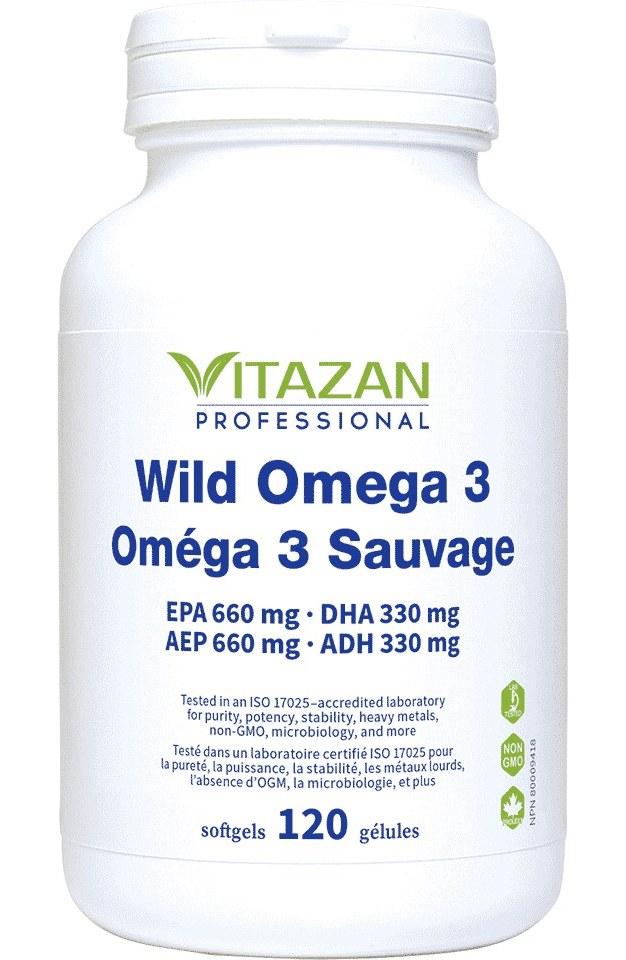 VITAZAN
PROFESSIONAL
Wild Omega 3
Oméga 3 Sauvage
EPA 660 mg · DHA 330 mg
AEP 660 mg · ADH 330 mg
Tested in an ISO 17025–accredited laboratory
for purity, potency, stability, heavy metals,
non-GMO, microbiology, and more
Testé dans un laboratoire certifié ISO 17025 pour
la pureté, la puissance, la stabilité, les métaux lourds,
l'absence d'OGM, la microbiologie, et plus
softgels 120 gélules
LAB
TESTED
NON
GMO
NPN 80009418